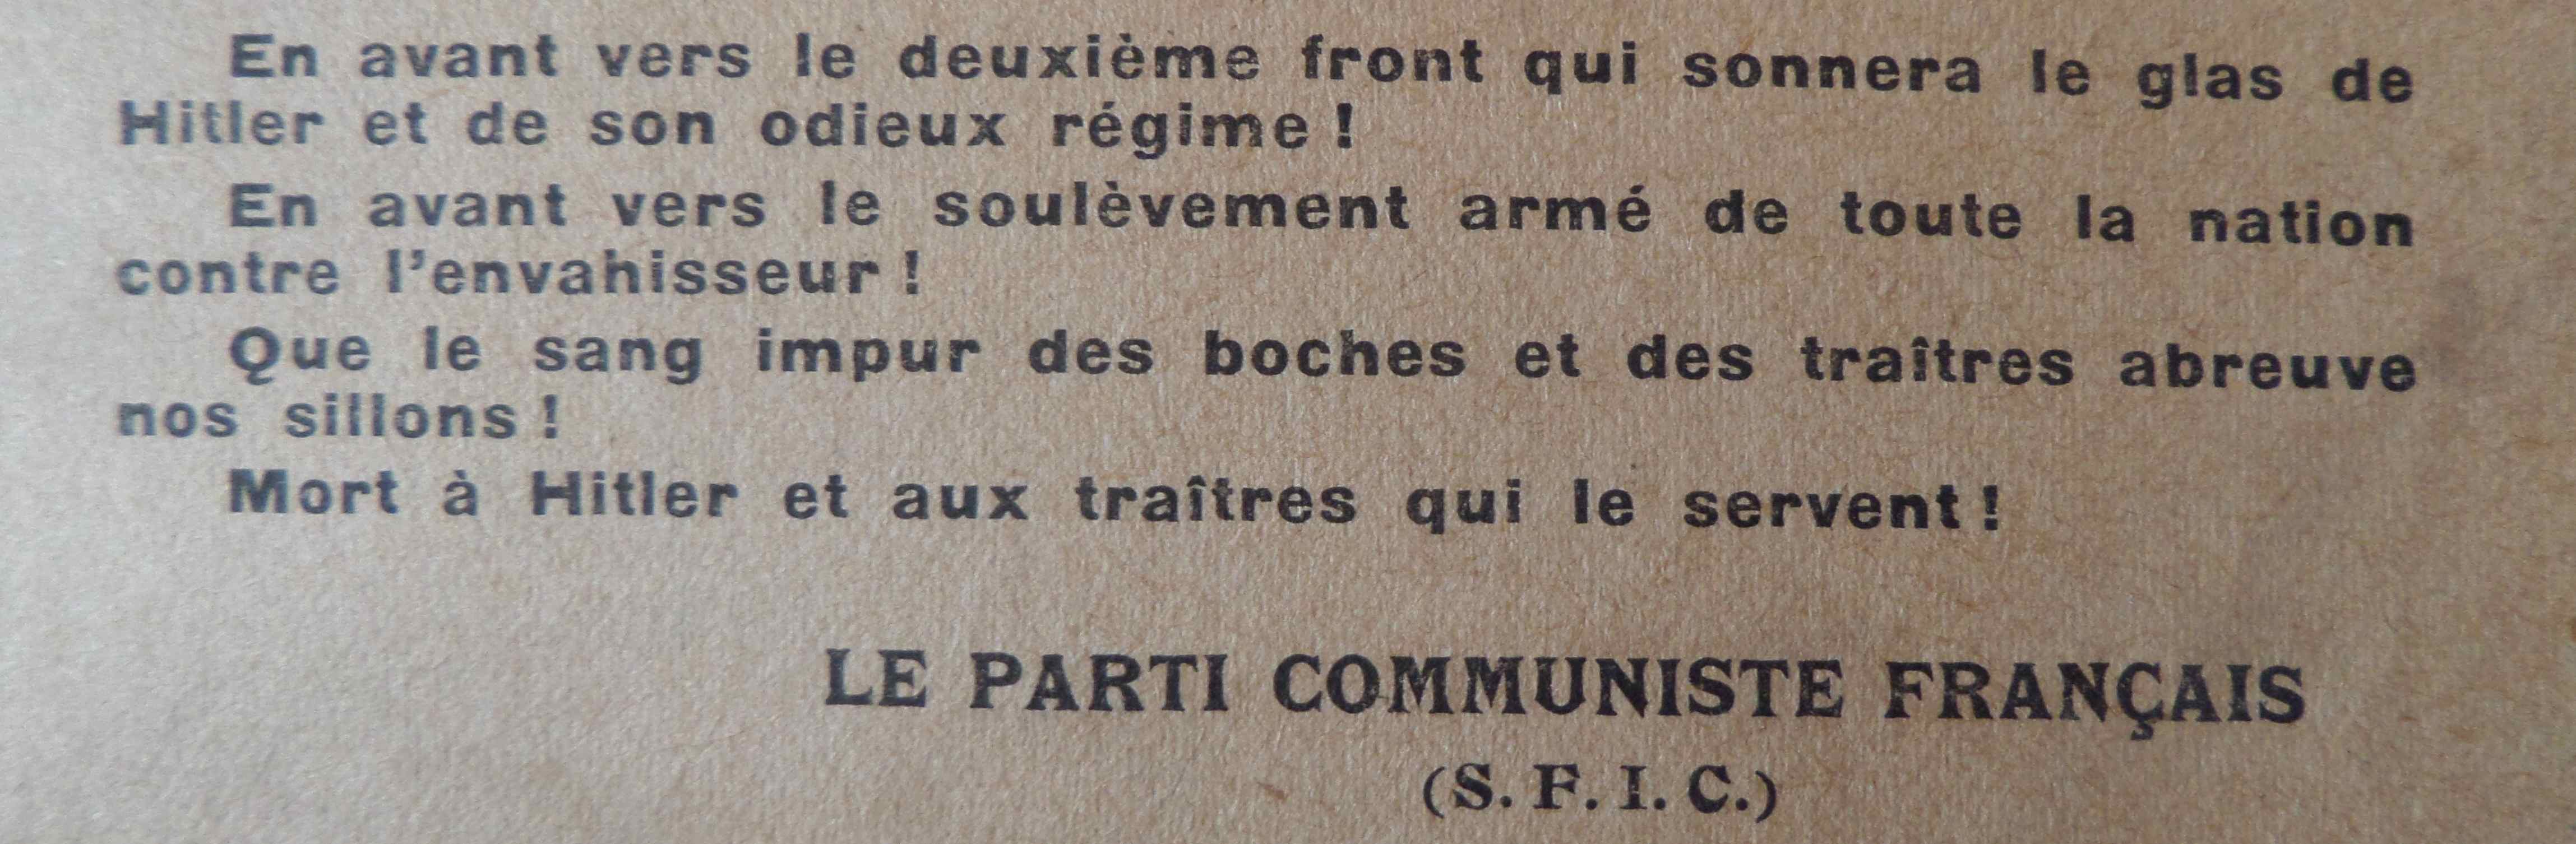 En avant vers le deuxième front qui sonnera le glas de
Hitler et de son odieux régime !
En avant vers le soulèvement armé de toute la nation
contre l'envahisseur !
Que le sang impur des boches et des traîtres abreuve
nos sillons !
Mort à Hitler et aux traîtres qui le servent !
LE PARTI COMMUNISTE FRANÇAIS
(S. F. I. C.)